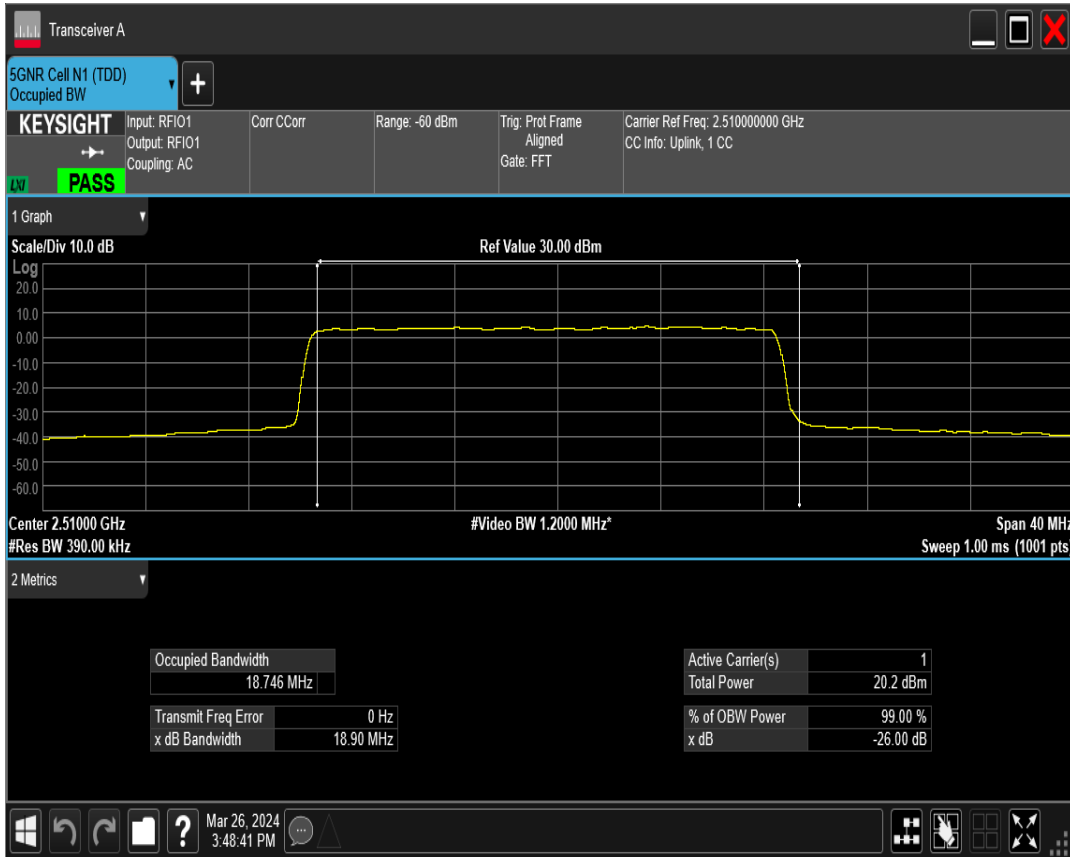 Transceiver A
5GNR Cell N1 (TDD)
Occupied BW
+
KEYSIGHT
LXI
PASS
Input: RFIO1
Output: RFIO1
Coupling: AC
Corr CCorr
Range: -60 dBm
Trig: Prot Frame
Aligned
Gate: FFT
Carrier Ref Freq: 2.510000000 GHz
CC Info: Uplink, 1 CC
1 Graph
Scale/Div 10.0 dB
Ref Value 30.00 dBm
Log
20.0
10.0
0.00
-10.0
-20.0
-30.0
-40.0
-50.0
-60.0
Center 2.51000 GHz
#Video BW 1.2000 MHz*
Span 40 MHz
#Res BW 390.00 kHz
Sweep 1.00 ms (1001 pts)
2 Metrics
Occupied Bandwidth
18.746 MHz
Transmit Freq Error 0 Hz
x dB Bandwidth 18.90 MHz
Active Carrier(s) 1
Total Power 20.2 dBm
% of OBW Power 99.00 %
x dB -26.00 dB
?
Mar 26, 2024
3:48:41 PM